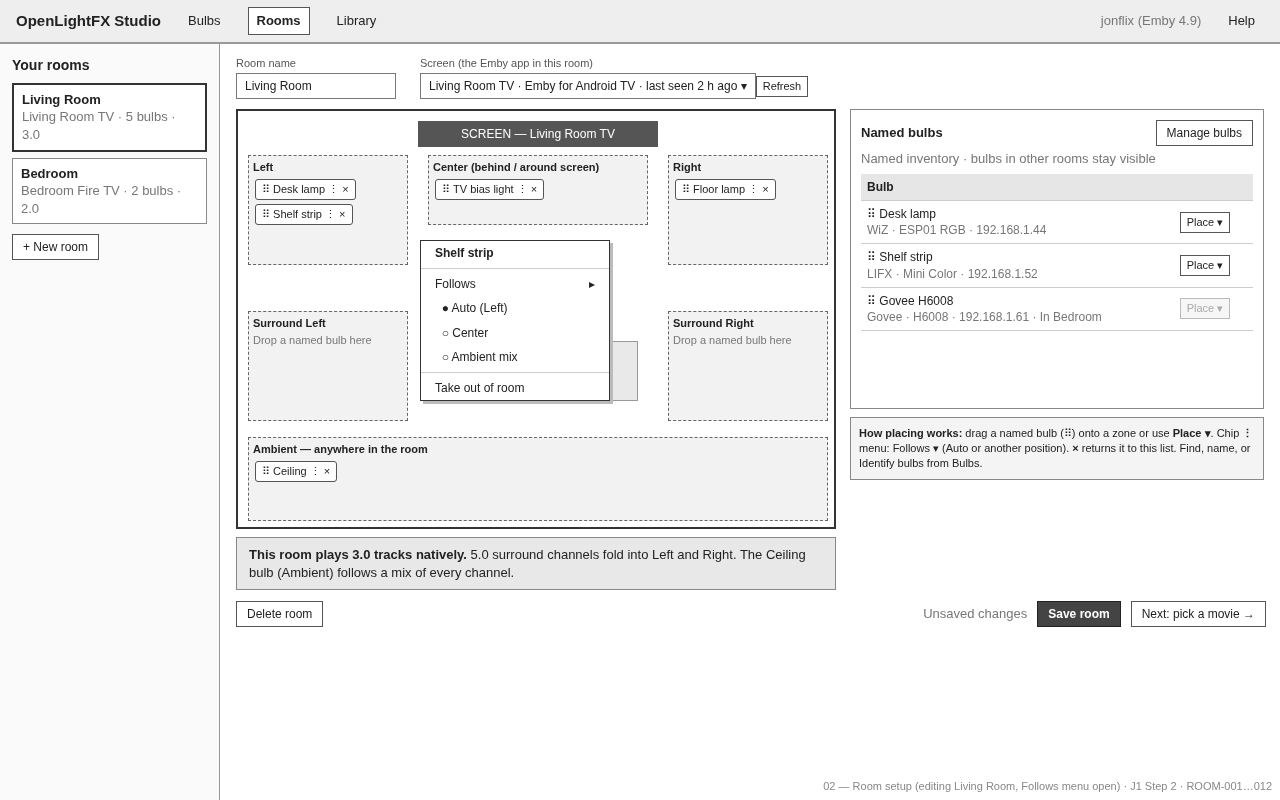 OpenLightFX Studio Bulbs Rooms Library jonflix (Emby 4.9) Help
Your rooms
Living Room
Living Room TV · 5 bulbs ·
3.0
Bedroom
Bedroom Fire TV · 2 bulbs ·
2.0
+ New room
Room name
Living Room
Screen (the Emby app in this room)
Living Room TV · Emby for Android TV · last seen 2 h ago ▾ Refresh
SCREEN — Living Room TV
Left
⠿ Desk lamp ⋮ ×
⠿ Shelf strip ⋮ ×
Center (behind / around screen)
⠿ TV bias light ⋮ ×
Right
⠿ Floor lamp ⋮ ×
Shelf strip
Follows ▸
● Auto (Left)
○ Center
○ Ambient mix
Take out of room
Surround Left
Drop a named bulb here
Surround Right
Drop a named bulb here
Ambient — anywhere in the room
⠿ Ceiling ⋮ ×
This room plays 3.0 tracks natively. 5.0 surround channels fold into Left and Right. The Ceiling
bulb (Ambient) follows a mix of every channel.
Delete room
Unsaved changes Save room Next: pick a movie →
Named bulbs Manage bulbs
Named inventory · bulbs in other rooms stay visible
Bulb
⠿ Desk lamp
WiZ · ESP01 RGB · 192.168.1.44
Place ▾
⠿ Shelf strip
LIFX · Mini Color · 192.168.1.52
Place ▾
⠿ Govee H6008
Govee · H6008 · 192.168.1.61 · In Bedroom
Place ▾
How placing works: drag a named bulb (⠿) onto a zone or use Place ▾. Chip ⋮
menu: Follows ▾ (Auto or another position). × returns it to this list. Find, name, or
Identify bulbs from Bulbs.
02 — Room setup (editing Living Room, Follows menu open) · J1 Step 2 · ROOM-001…012